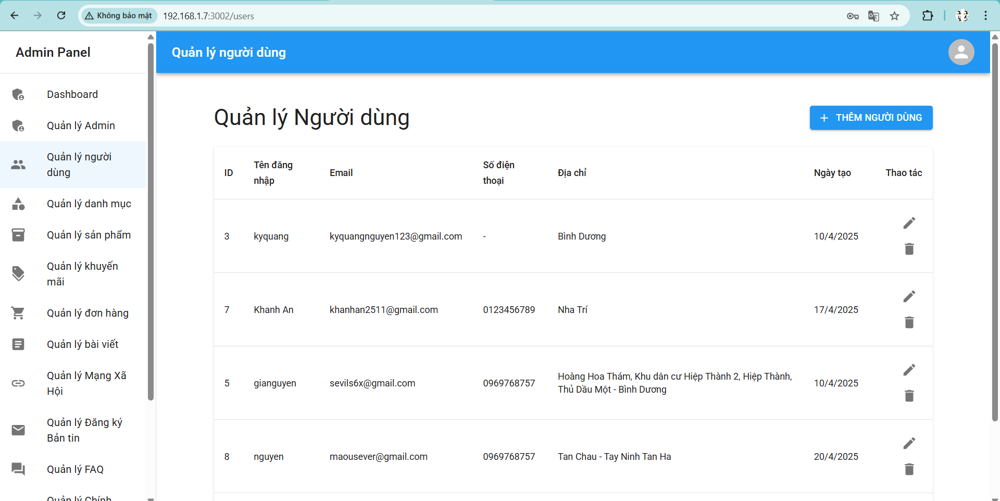 Không bảo mật
192.168.1.7:3002/users
Admin Panel
Quản lý người dùng
Dashboard
Quản lý Admin
Quản lý người
dùng
Quản lý danh mục
Quản lý sản phẩm
Quản lý khuyến
mãi
Quản lý đơn hàng
Quản lý bài viết
Quản lý Mạng Xã
Hội
Quản lý Đăng ký
Bản tin
Quản lý FAQ
Quản lý Chính
Quản lý Người dùng
THÊM NGƯỜI DÙNG
ID
Tên đăng
nhập
Email
Số điện
thoại
Địa chỉ
Ngày tạo
Thao tác
3
kyquang
kyquangnguyen123@gmail.com
-
Bình Dương
10/4/2025
7
Khanh An
khanhan2511@gmail.com
0123456789
Nha Trí
17/4/2025
5
gianguyen
sevils6x@gmail.com
0969768757
Hoàng Hoa Thám, Khu dân cư Hiệp Thành 2, Hiệp Thành,
Thủ Dầu Một - Bình Dương
10/4/2025
8
nguyen
maousever@gmail.com
0969768757
Tan Chau - Tay Ninh Tan Ha
20/4/2025